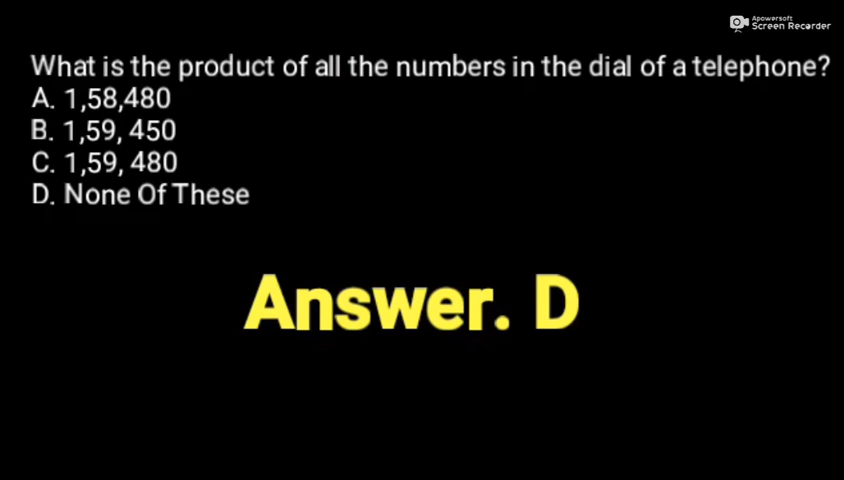 Apowersoft
Screen Recorder
What is the product of all the numbers in the dial of a telephone?
A. 1,58,480
B. 1,59, 450
C. 1,59, 480
D. None Of These
Answer. D